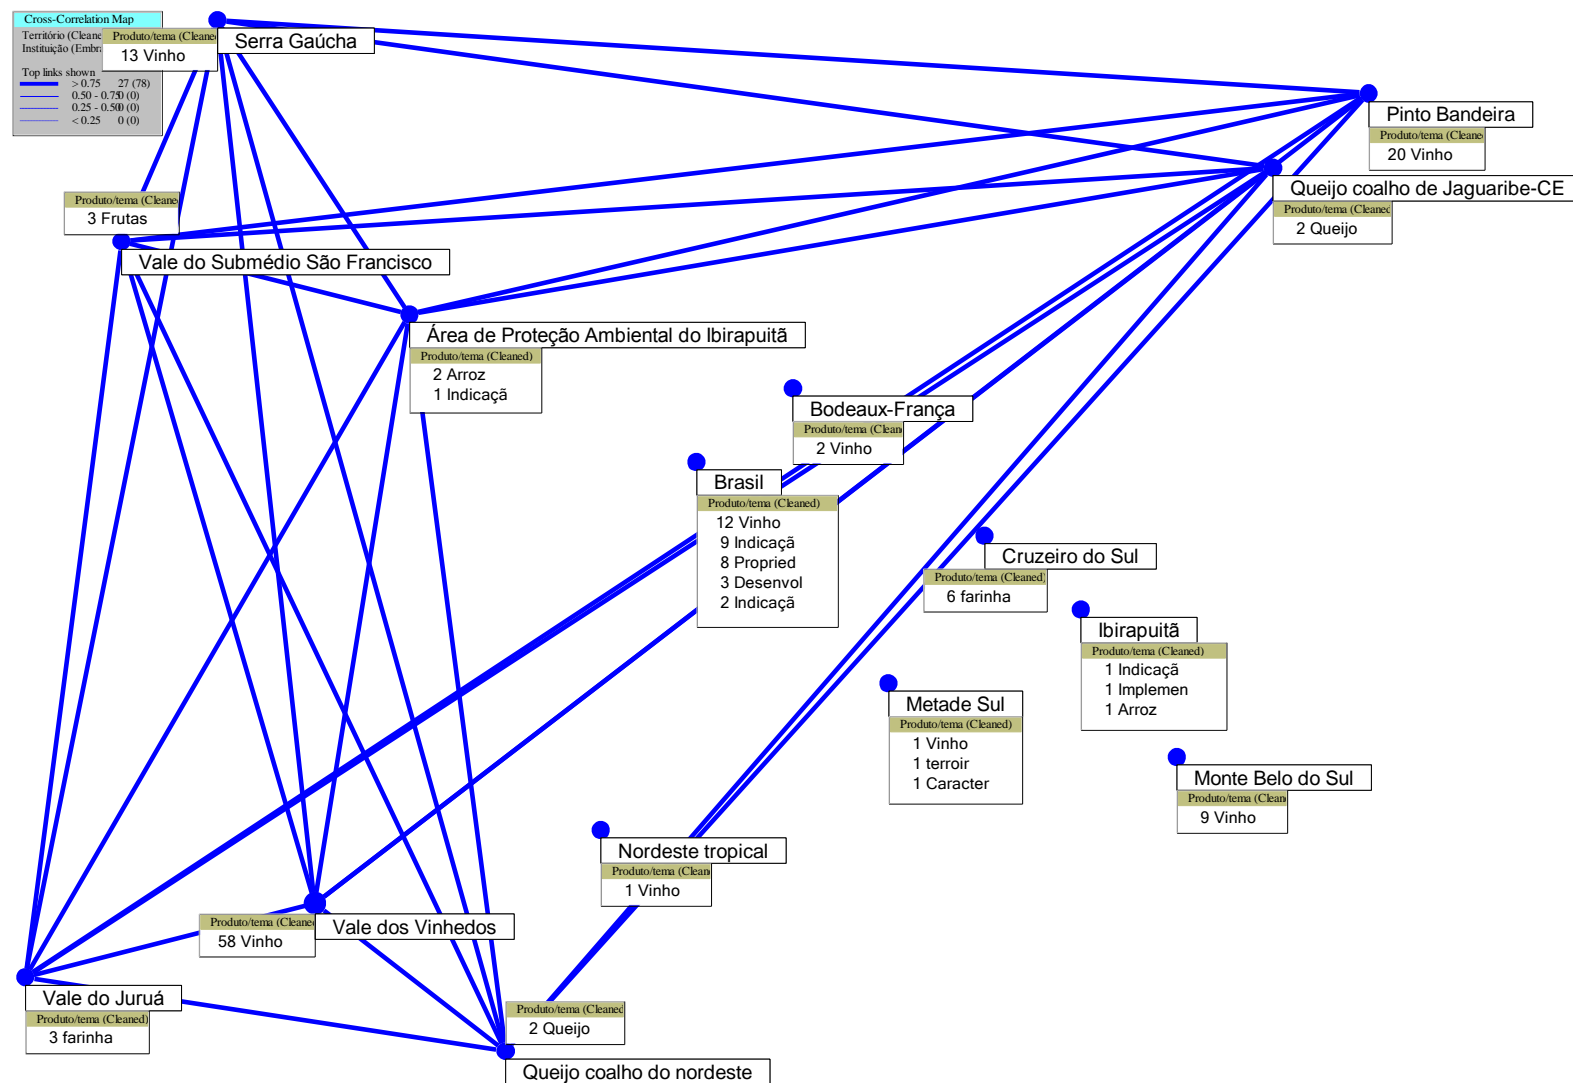 Cross-Correlation Map
Território (Cleane
Instituição (Embr
Top links shown
> 0.75 27 (78)
0.50 - 0.75 0 (0)
0.25 - 0.50 0 (0)
< 0.25 0 (0)
Produto/tema (Cleaned
13 Vinho
Serra Gaúcha
Pinto Bandeira
Produto/tema (Cleaned
20 Vinho
Queijo coalho de Jaguaribe-CE
Produto/tema (Cleaned
2 Queijo
Produto/tema (Cleaned
3 Frutas
Vale do Submédio São Francisco
Área de Proteção Ambiental do Ibirapuitã
Produto/tema (Cleaned)
2 Arroz
1 Indicaçã
Bodeaux-França
Produto/tema (Clean
2 Vinho
Brasil
Produto/tema (Cleaned)
12 Vinho
9 Indicaçã
8 Propried
3 Desenvol
2 Indicaçã
Cruzeiro do Sul
Produto/tema (Cleaned)
6 farinha
Ibirapuitã
Produto/tema (Cleaned)
1 Indicaçã
1 Implemen
1 Arroz
Metade Sul
Produto/tema (Cleaned)
1 Vinho
1 terroir
1 Caracter
Monte Belo do Sul
Produto/tema (Clean
9 Vinho
Nordeste tropical
Produto/tema (Clean
1 Vinho
Produto/tema (Cleane
58 Vinho
Vale dos Vinhedos
Vale do Juruá
Produto/tema (Cleaned)
3 farinha
Produto/tema (Cleaned
2 Queijo
Queijo coalho do nordeste